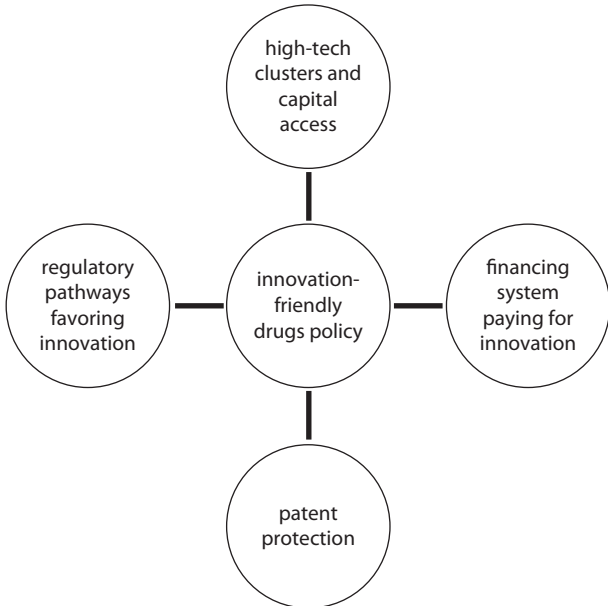 high-tech
clusters and
capital
access
regulatory
pathways
favoring
innovation
innovation-
friendly
drugs policy
financing
system
paying for
innovation
patent
protection